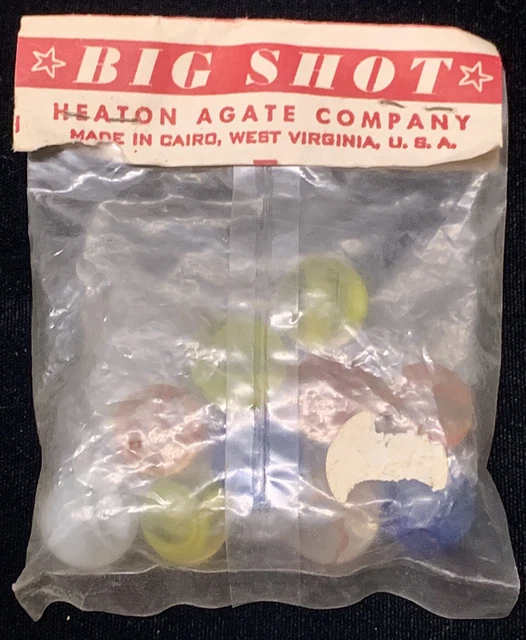 ☆ BIG SHOT ☆
HEATON AGATE COMPANY
MADE IN CAIRO, WEST VIRGINIA, U. S. A.